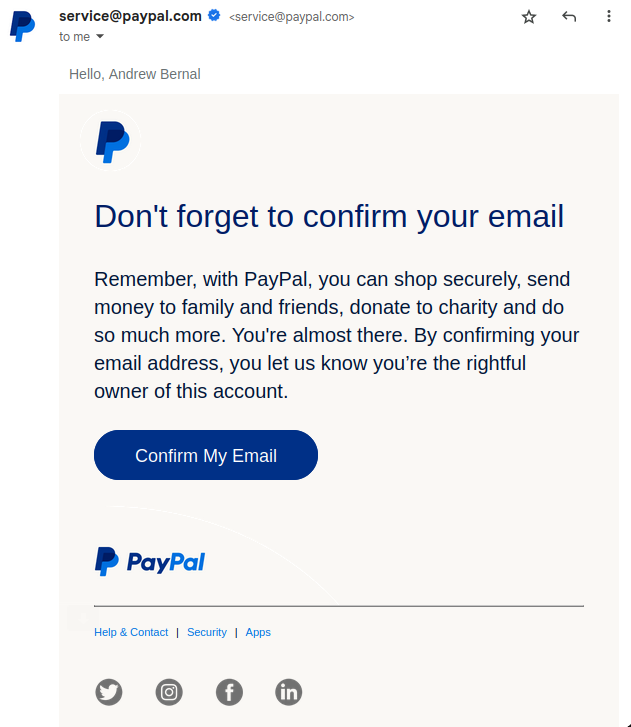 service@paypal.com <service@paypal.com>
to me
Hello, Andrew Bernal
Don't forget to confirm your email
Remember, with PayPal, you can shop securely, send
money to family and friends, donate to charity and do
so much more. You're almost there. By confirming your
email address, you let us know you’re the rightful
owner of this account.
Confirm My Email
PayPal
Help & Contact | Security | Apps